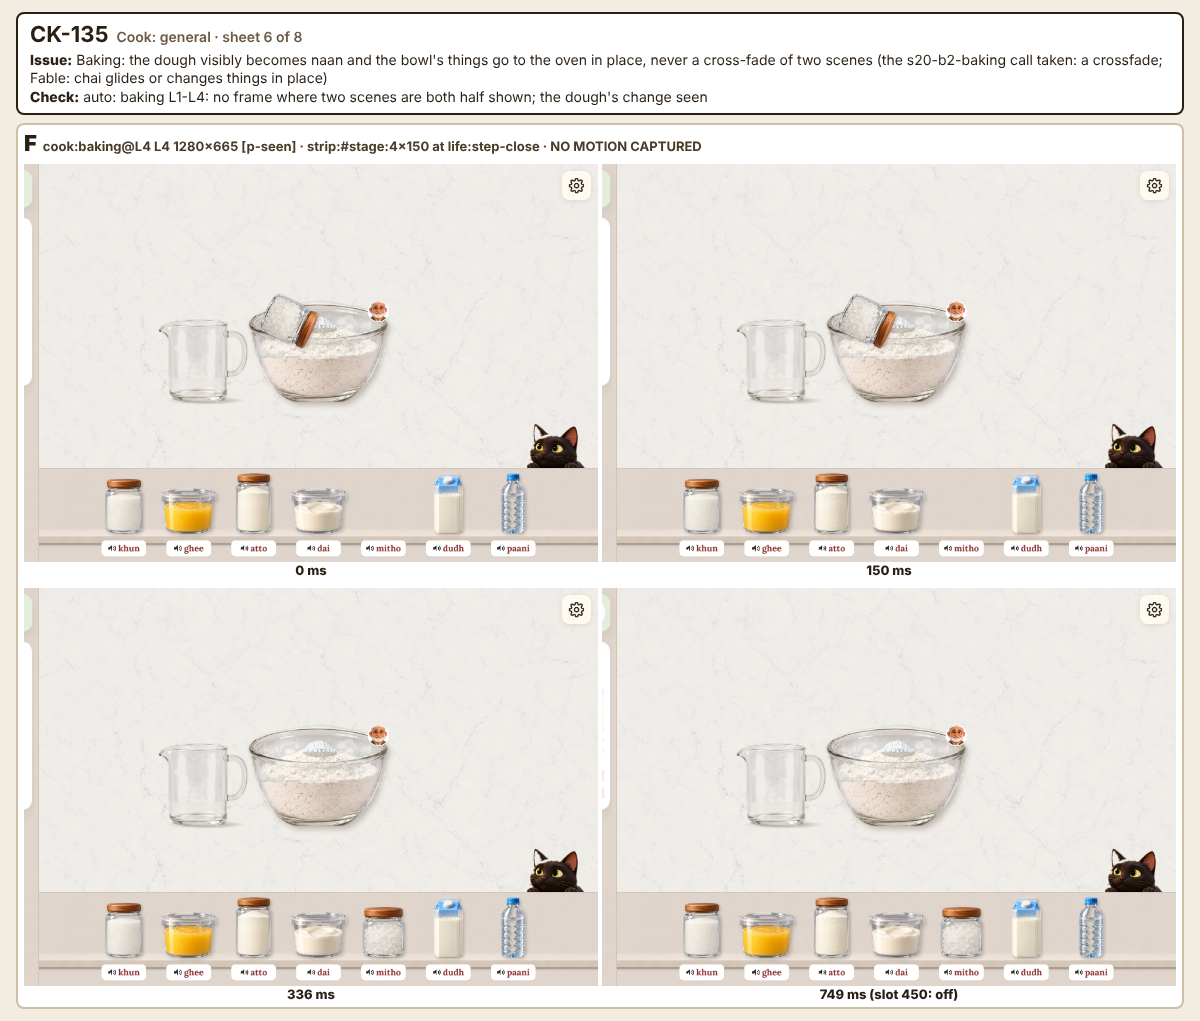 CK-135 Cook: general · sheet 6 of 8
Issue: Baking: the dough visibly becomes naan and the bowl's things go to the oven in place, never a cross-fade of two scenes (the s20-b2-baking call taken: a crossfade;
Fable: chai glides or changes things in place)
Check: auto: baking L1-L4: no frame where two scenes are both half shown; the dough's change seen
F cook:baking@L4 L4 1280×665 [p-seen] · strip:#stage:4×150 at life:step-close · NO MOTION CAPTURED
khun ghee atto dai mitho dudh paani
khun ghee atto dai mitho dudh paani
0 ms
150 ms
khun ghee atto dai mitho dudh paani
khun ghee atto dai mitho dudh paani
336 ms
749 ms (slot 450: off)